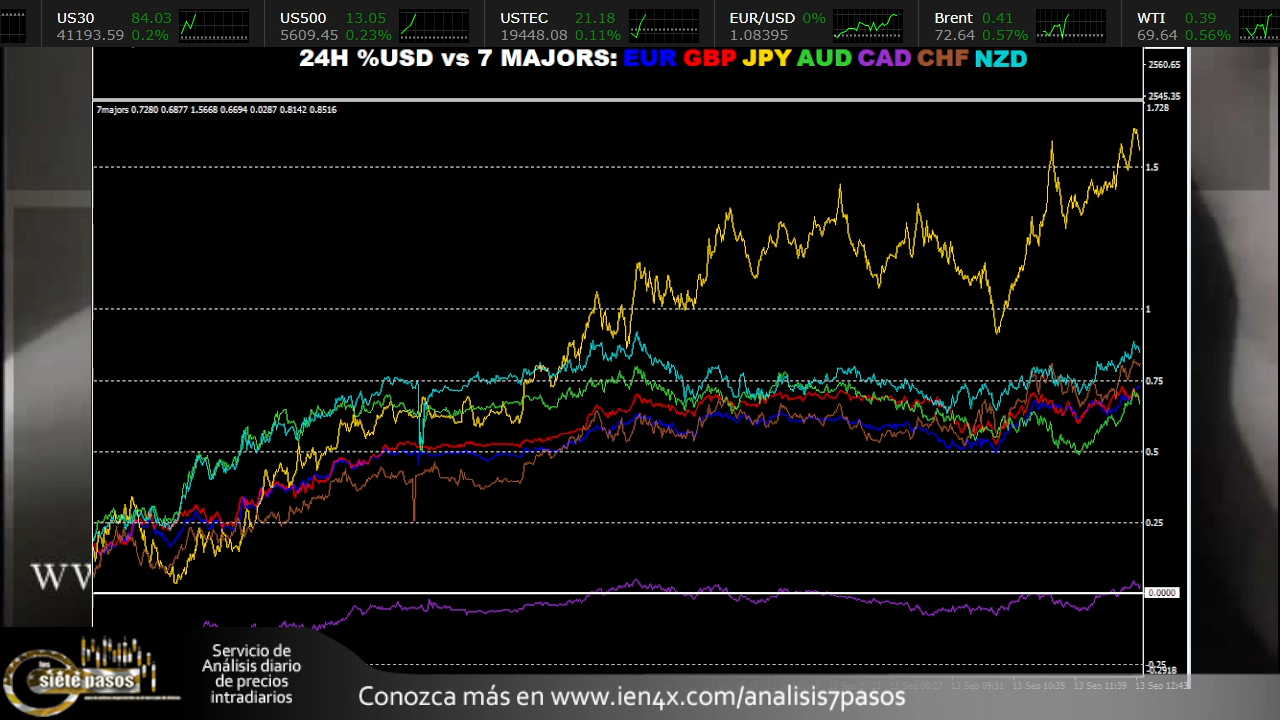 US30 84.03
41193.59 0.2%
US500 13.05
5609.45 0.23%
USTEC 21.18
19448.08 0.11%
EUR/USD 0%
1.08395
Brent 0.41
72.64 0.57%
WTI 0.39
69.64 0.56%
24H %USD vs 7 MAJORS: EUR GBP JPY AUD CAD CHF NZD
2560.65
2545.35
7majors 0.7280 0.6877 1.5668 0.6694 0.0287 0.8142 0.8516
1.728
1.5
1
0.75
0.5
0.25
0.0000
-0.25
-0.2918
WW
los
siete pasos
Servicio de
Análisis diario
de precios
intradiarios
13 Sep 09:31 13 Sep 10:35 13 Sep 11:39 13 Sep 12:43
Conozca más en www.ien4x.com/analisis7pasos